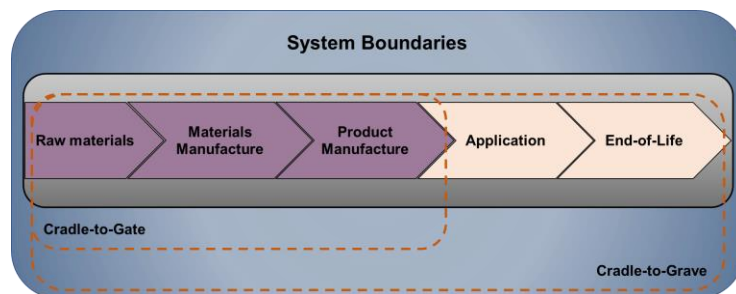 System Boundaries
Raw materials
Materials
Manufacture
Product
Manufacture
Application
End-of-Life
Cradle-to-Gate
Cradle-to-Grave